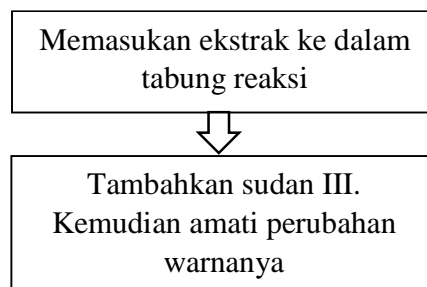 Memasukan ekstrak ke dalam
tabung reaksi
Tambahkan sudan III.
Kemudian amati perubahan
warnanya